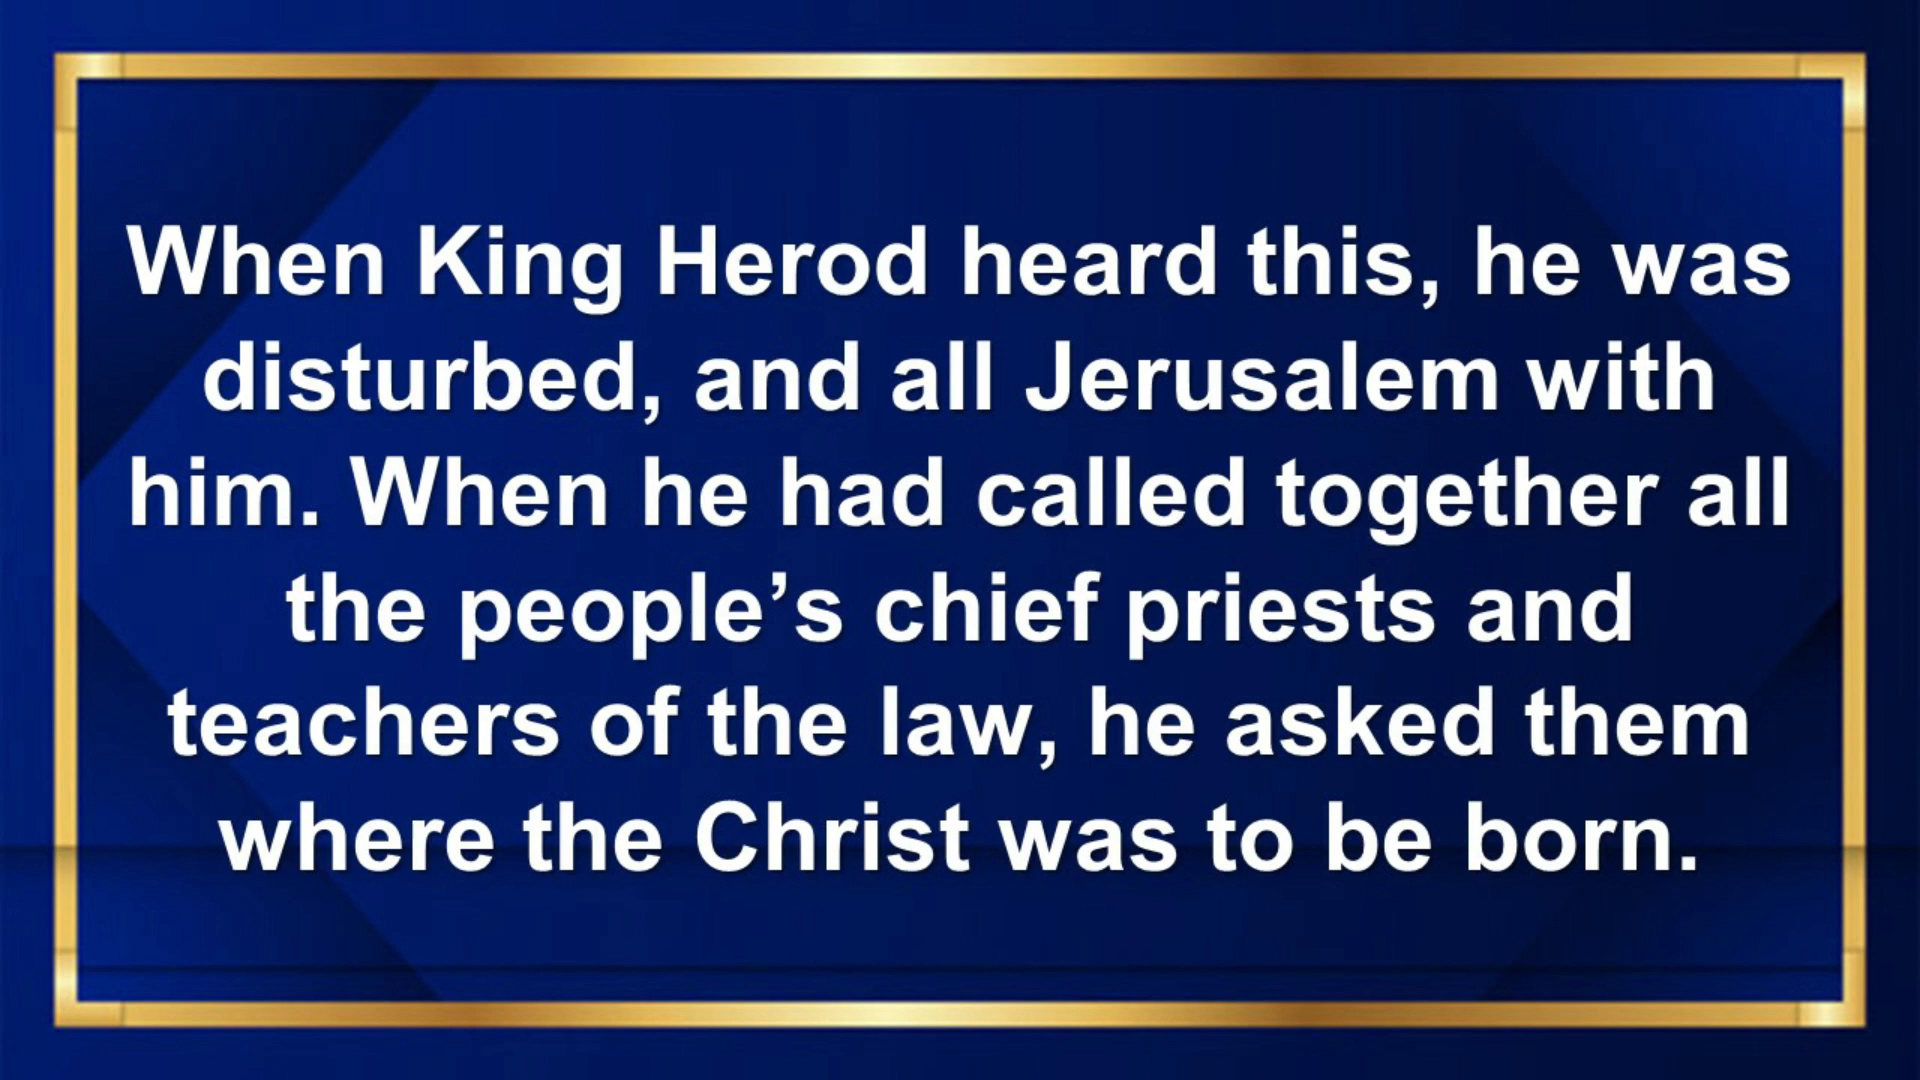 When King Herod heard this, he was
disturbed, and all Jerusalem with
him. When he had called together all
the people’s chief priests and
teachers of the law, he asked them
where the Christ was to be born.